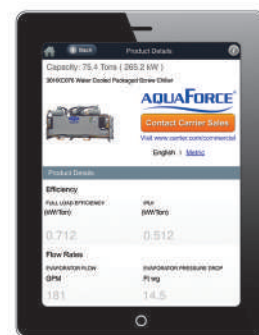 Back
Product Details
Capacity: 75.4 Tons ( 265.2 kW )
30HXC076 Water Cooled Packaged Screw Chiller
AQUAFORCE®
Contact Carrier Sales
Visit www.carrier.com/commercial
English | Metric
Product Details
Efficiency
FULL LOAD EFFICIENCY
IPLV
(kW/Ton)
(kW/Ton)
0.712
0.512
Flow Rates
EVAPORATOR FLOW
EVAPORATOR PRESSURE DROP
GPM
Ft wg
181
14.5